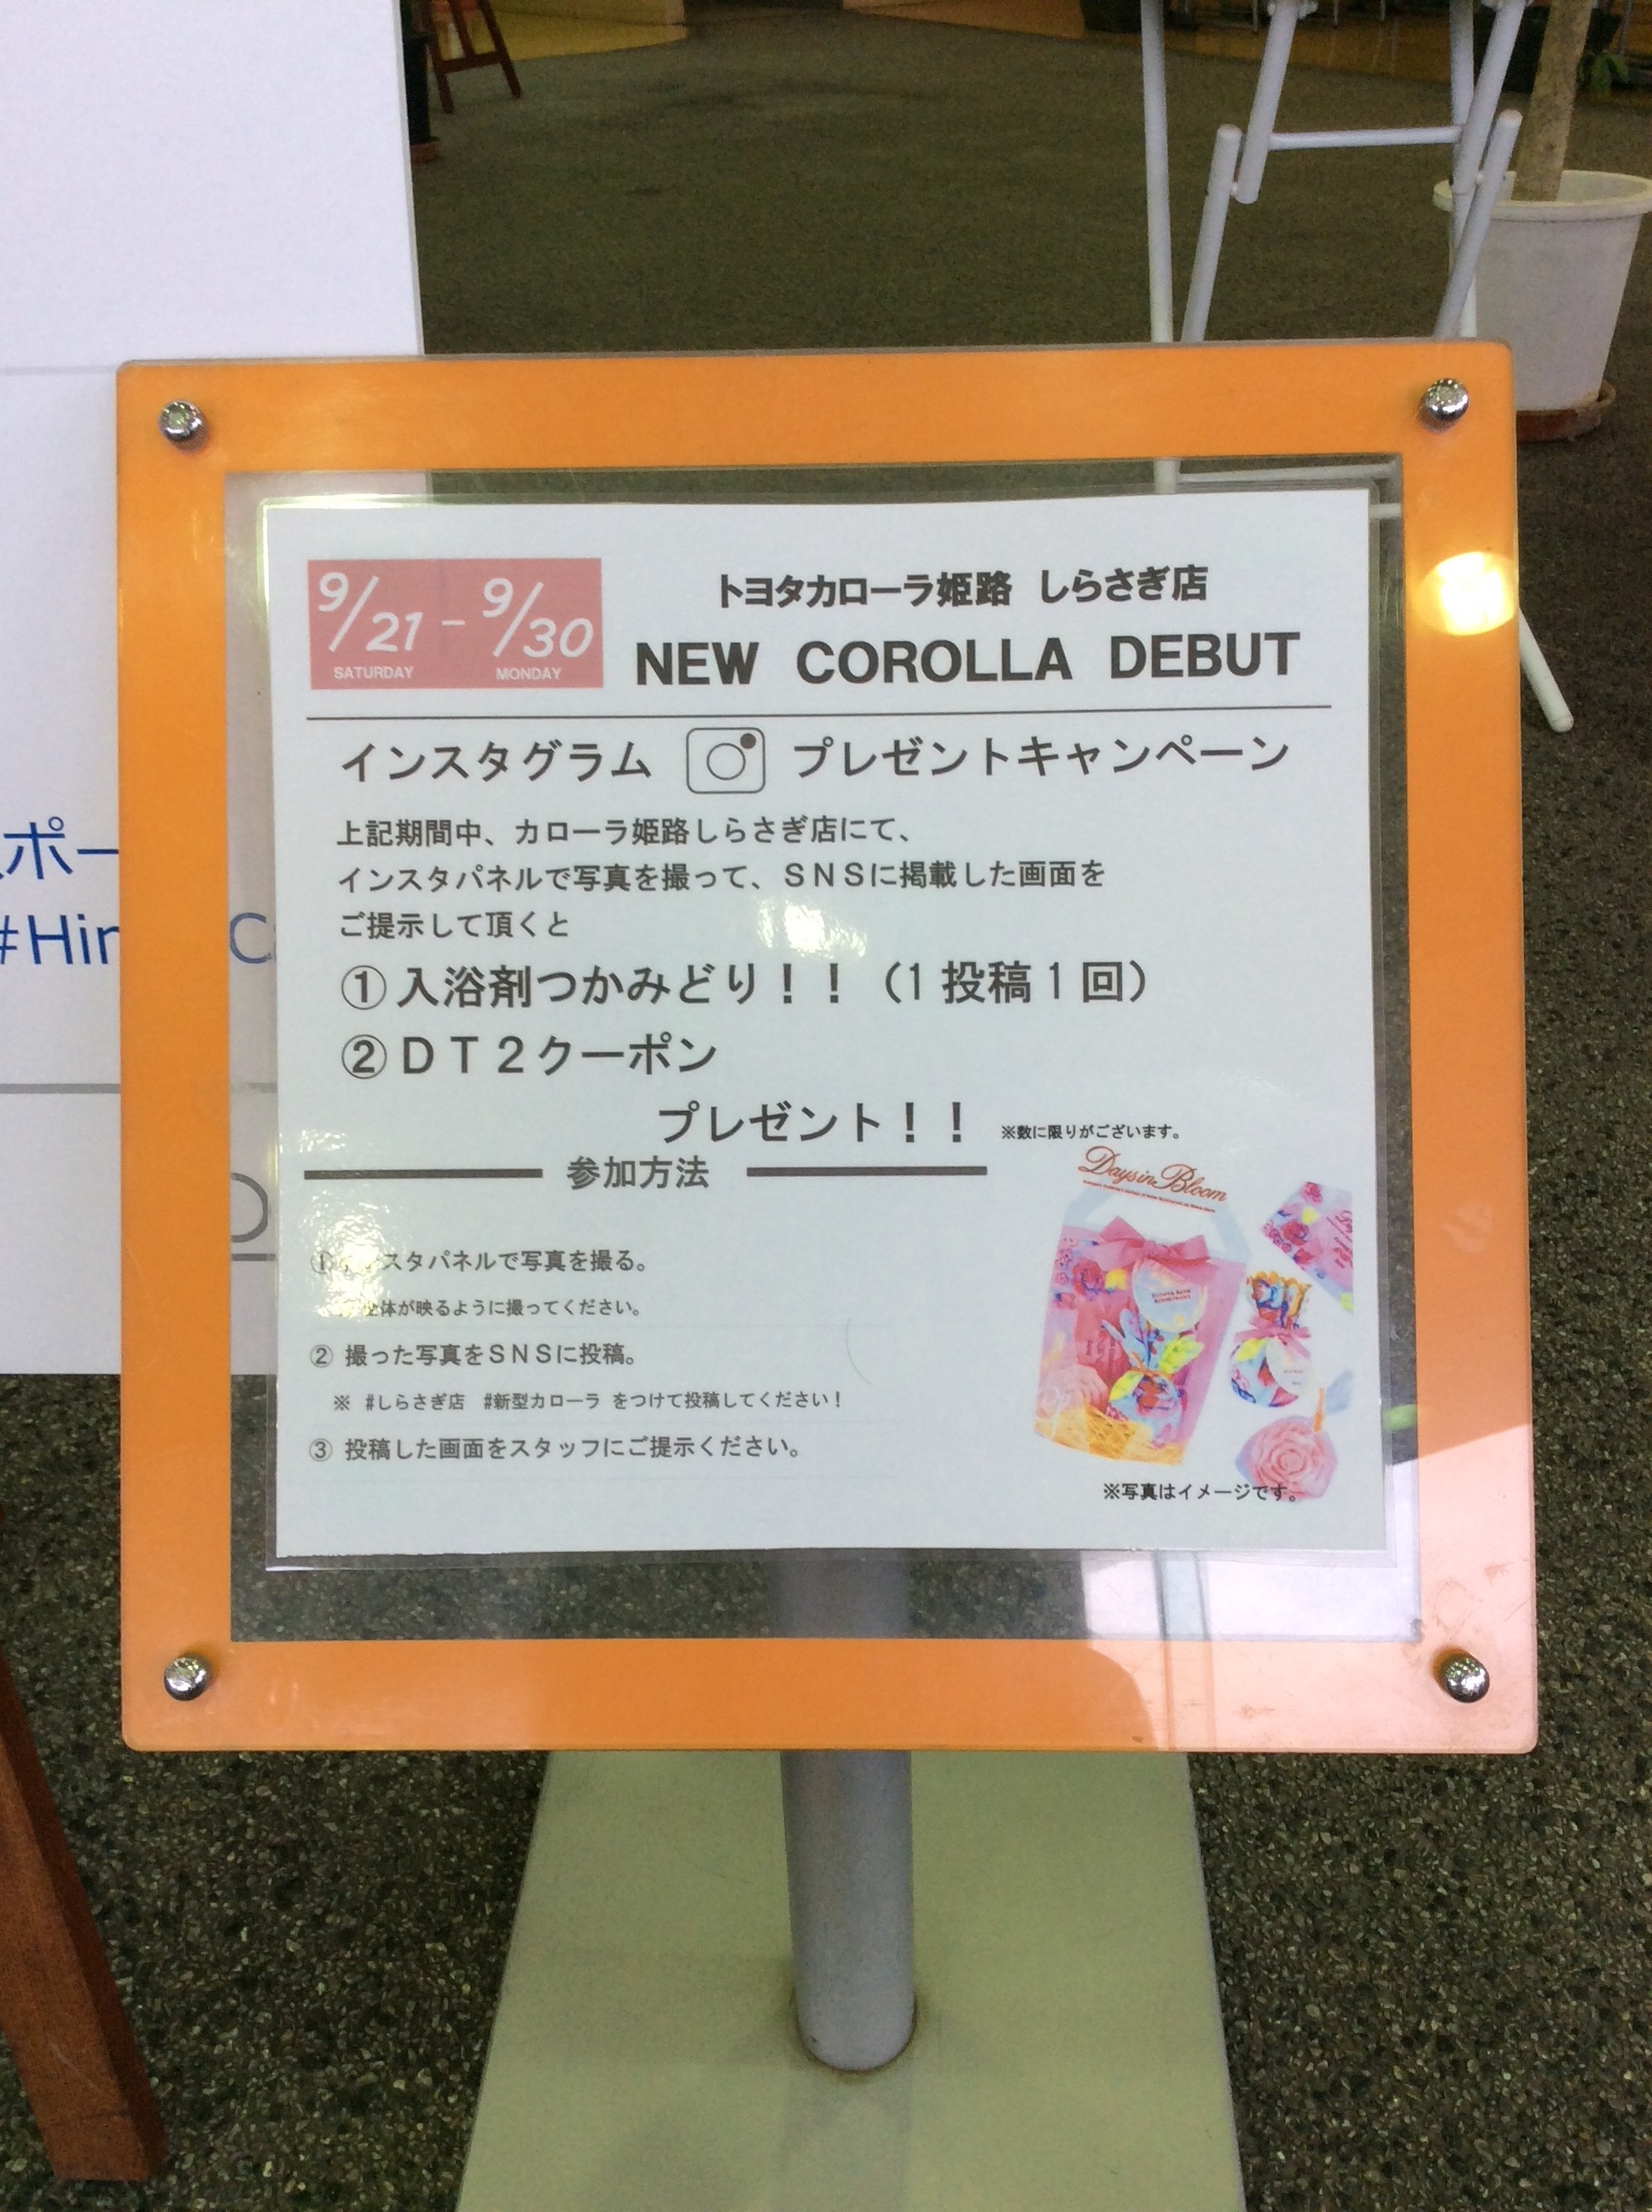 9/21 - 9/30
SATURDAY MONDAY
トヨタカローラ姫路 しらさぎ店
NEW COROLLA DEBUT
インスタグラム プレゼントキャンペーン
上記期間中、カローラ姫路しらさぎ店にて、
インスタパネルで写真を撮って、SNSに掲載した画面を
ご提示して頂くと
①入浴剤つかみどり！！（1投稿1回）
②DT2クーポン
プレゼント！！ ※数に限りがございます。
参加方法
Days in Bloom
①スタパネルで写真を撮る。
全体が映るように撮ってください。
② 撮った写真をSNSに投稿。
※ #しらさぎ店 #新型カローラ をつけて投稿してください！
③ 投稿した画面をスタッフにご提示ください。
※写真はイメージです。
ポー
#Hir
C